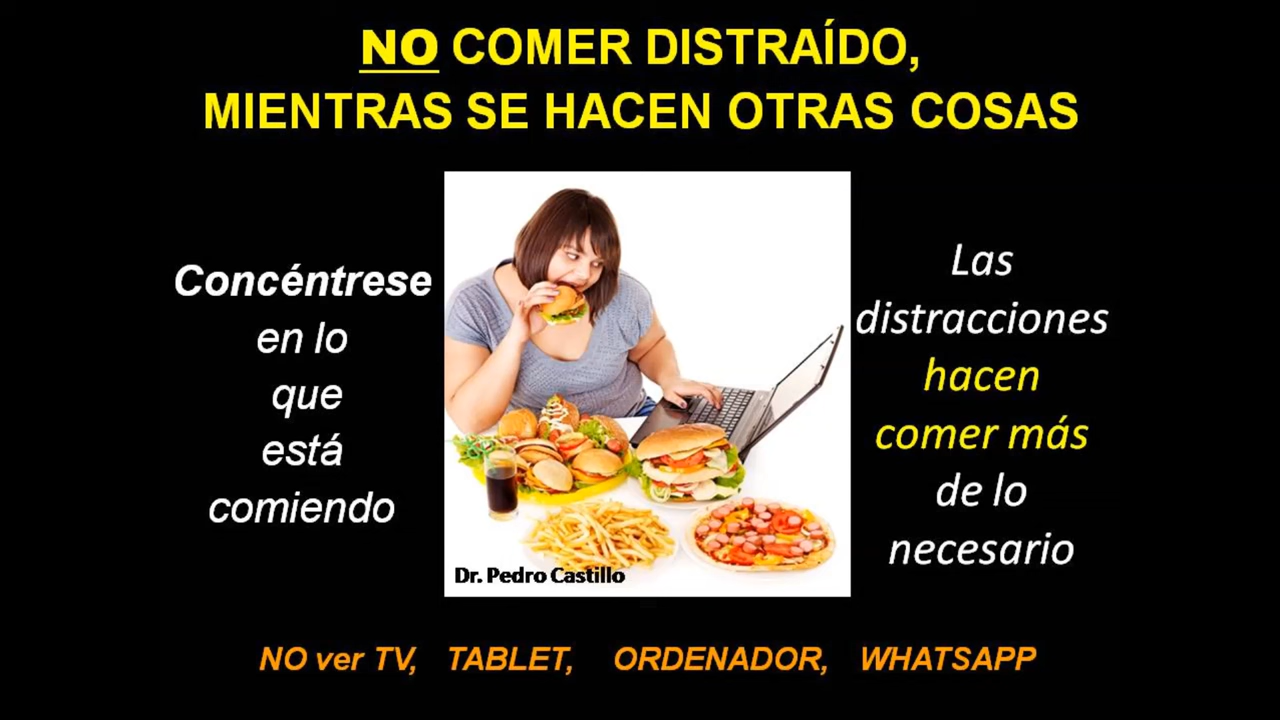 NO COMER DISTRAÍDO,
MIENTRAS SE HACEN OTRAS COSAS
Concéntrese
en lo
que
está
comiendo
Las
distracciones
hacen
comer más
de lo
necesario
Dr. Pedro Castillo
NO ver TV, TABLET, ORDENADOR, WHATSAPP